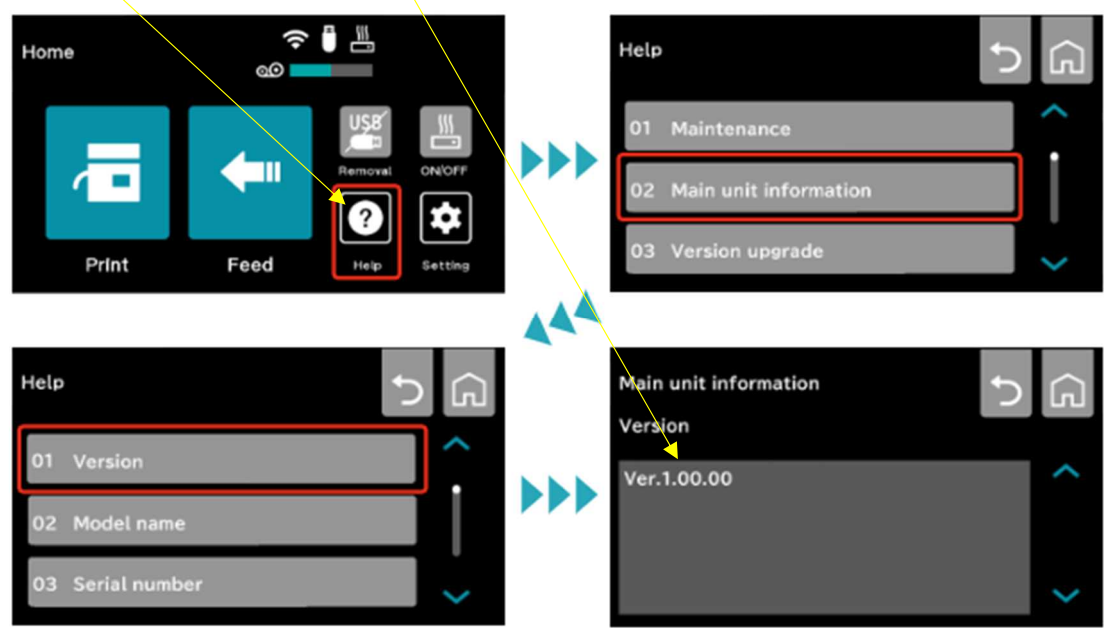 Home
USB
Removal
ON/OFF
Print
Feed
Help
Setting
Help
01 Maintenance
02 Main unit information
03 Version upgrade
Help
01 Version
02 Model name
03 Serial number
Main unit information
Version
Ver.1.00.00